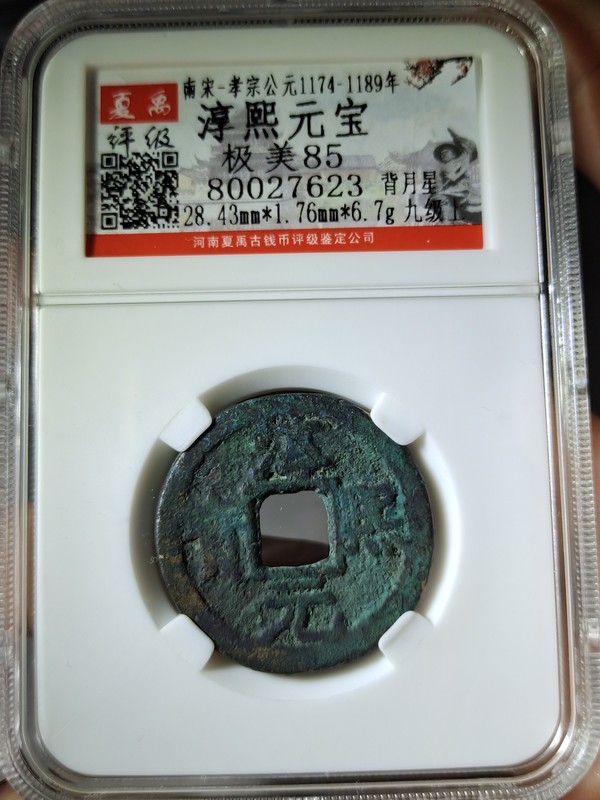 南宋-孝宗公元1174-1189年
夏禹
评级
淳熙元宝
极美85
80027623 背月星
28.43mm*1.76mm*6.7g 九级上
河南夏禹古钱币评级鉴定公司
熙
元